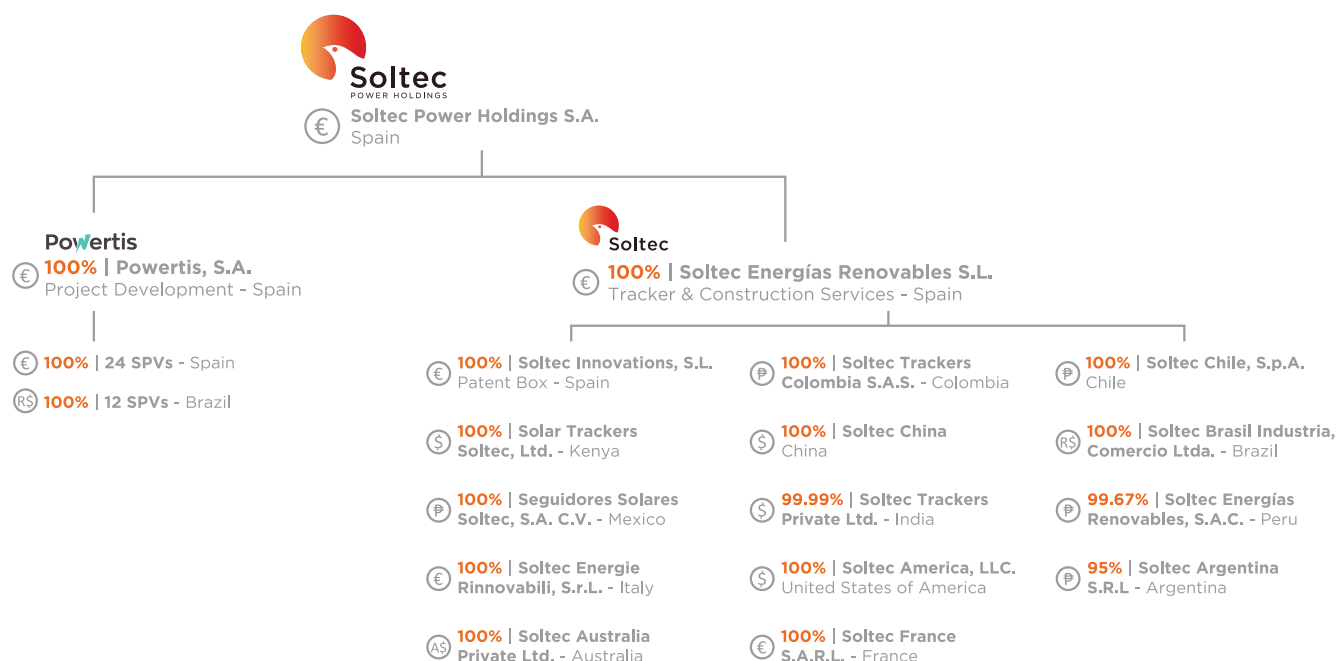 Soltec
POWER HOLDINGS
€ Soltec Power Holdings S.A.
Spain
Powertis
€ 100% | Powertis, S.A.
Project Development - Spain
€ 100% | 24 SPVs - Spain
R$ 100% | 12 SPVs - Brazil
Soltec
€ 100% | Soltec Energías Renovables S.L.
Tracker & Construction Services - Spain
€ 100% | Soltec Innovations, S.L.
Patent Box - Spain
$ 100% | Solar Trackers
Soltec, Ltd. - Kenya
₱ 100% | Seguidores Solares
Soltec, S.A. C.V. - Mexico
€ 100% | Soltec Energie
Rinnovabili, S.r.L. - Italy
A$ 100% | Soltec Australia
Private Ltd. - Australia
₱ 100% | Soltec Trackers
Colombia S.A.S. - Colombia
$ 100% | Soltec China
China
$ 99.99% | Soltec Trackers
Private Ltd. - India
$ 100% | Soltec America, LLC.
United States of America
€ 100% | Soltec France
S.A.R.L. - France
₱ 100% | Soltec Chile, S.p.A.
Chile
R$ 100% | Soltec Brasil Industria,
Comercio Ltda. - Brazil
₱ 99.67% | Soltec Energías
Renovables, S.A.C. - Peru
₱ 95% | Soltec Argentina
S.R.L - Argentina